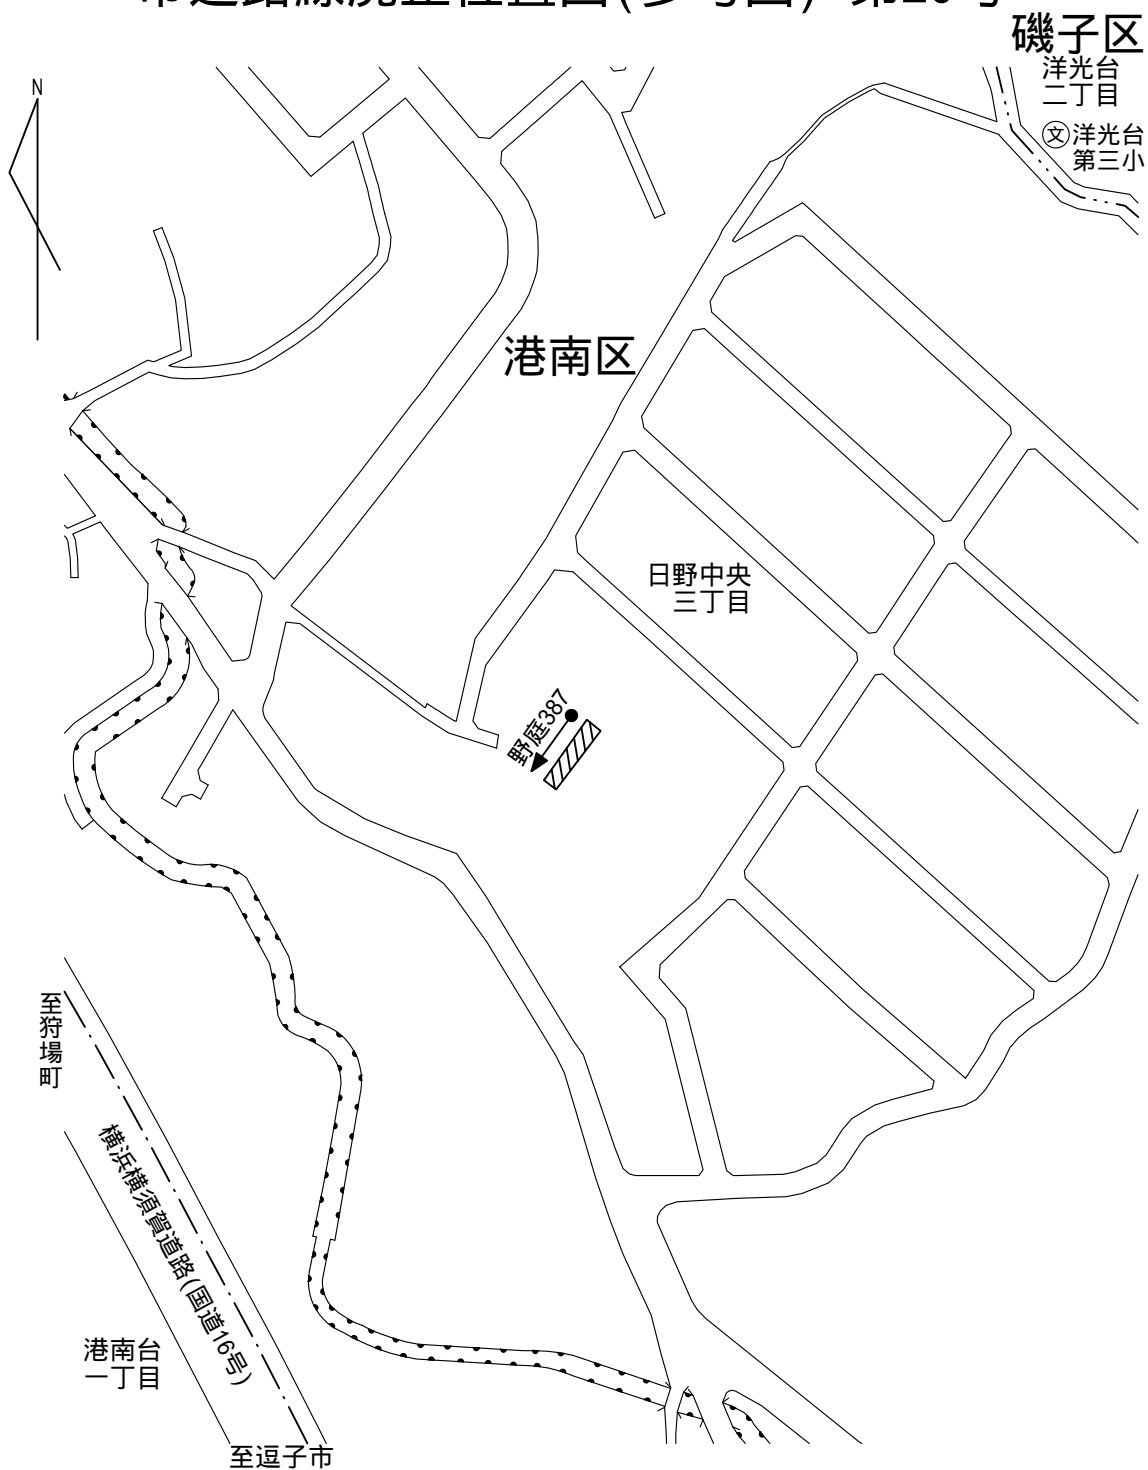 磯子区
洋光台
二丁目
文 洋光台
第三小
N
港南区
日野中央
三丁目
野庭387
至狩場町
横浜横須賀道路(国道16号)
港南台
一丁目
至逗子市